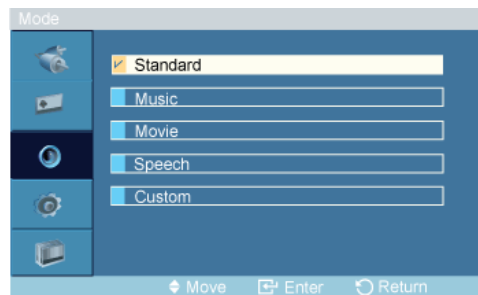 Mode
Standard
Music
Movie
Speech
Custom
Move Enter Return